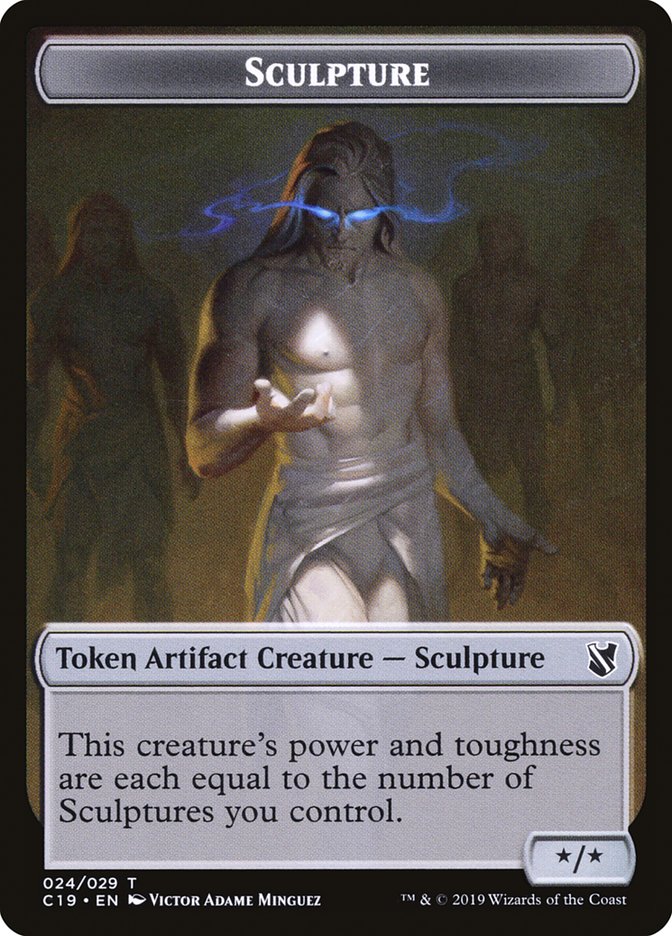 Sculpture
Token Artifact Creature — Sculpture
This creature's power and toughness
are each equal to the number of
Sculptures you control.
★/★
024/029 T
C19 • EN Victor Adame Minguez
™ & © 2019 Wizards of the Coast